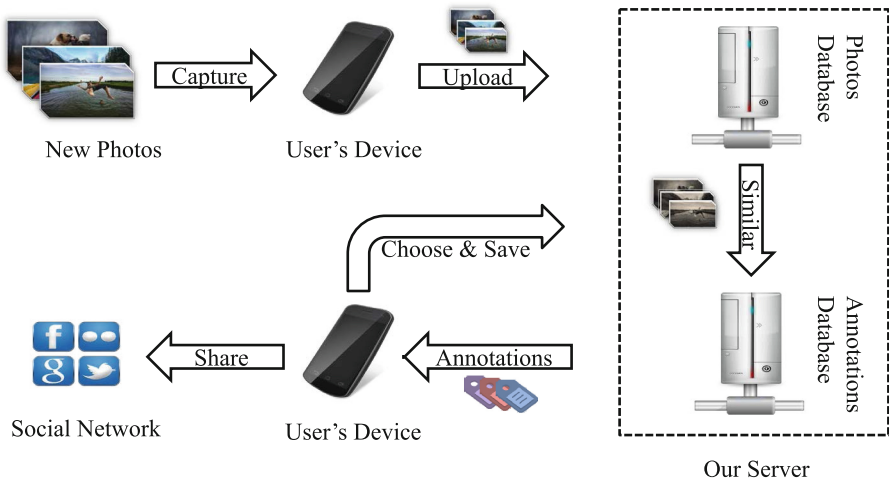 Capture
Upload
New Photos
User's Device
Photos
Database
Similar
Choose & Save
Annotations
Database
Annotations
Share
f
g
Social Network
User's Device
Our Server